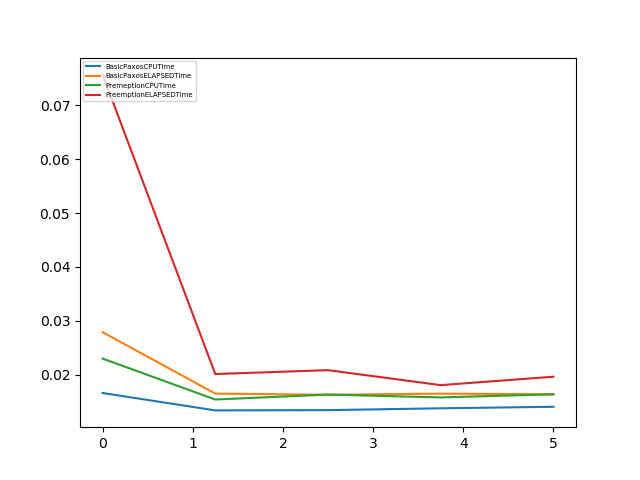 BasicPaxosCPUTime
BasicPaxosELAPSEDTime
PremeptionCPUTime
PreemptionELAPSEDTime
0.07
0.06
0.05
0.04
0.03
0.02
0 1 2 3 4 5